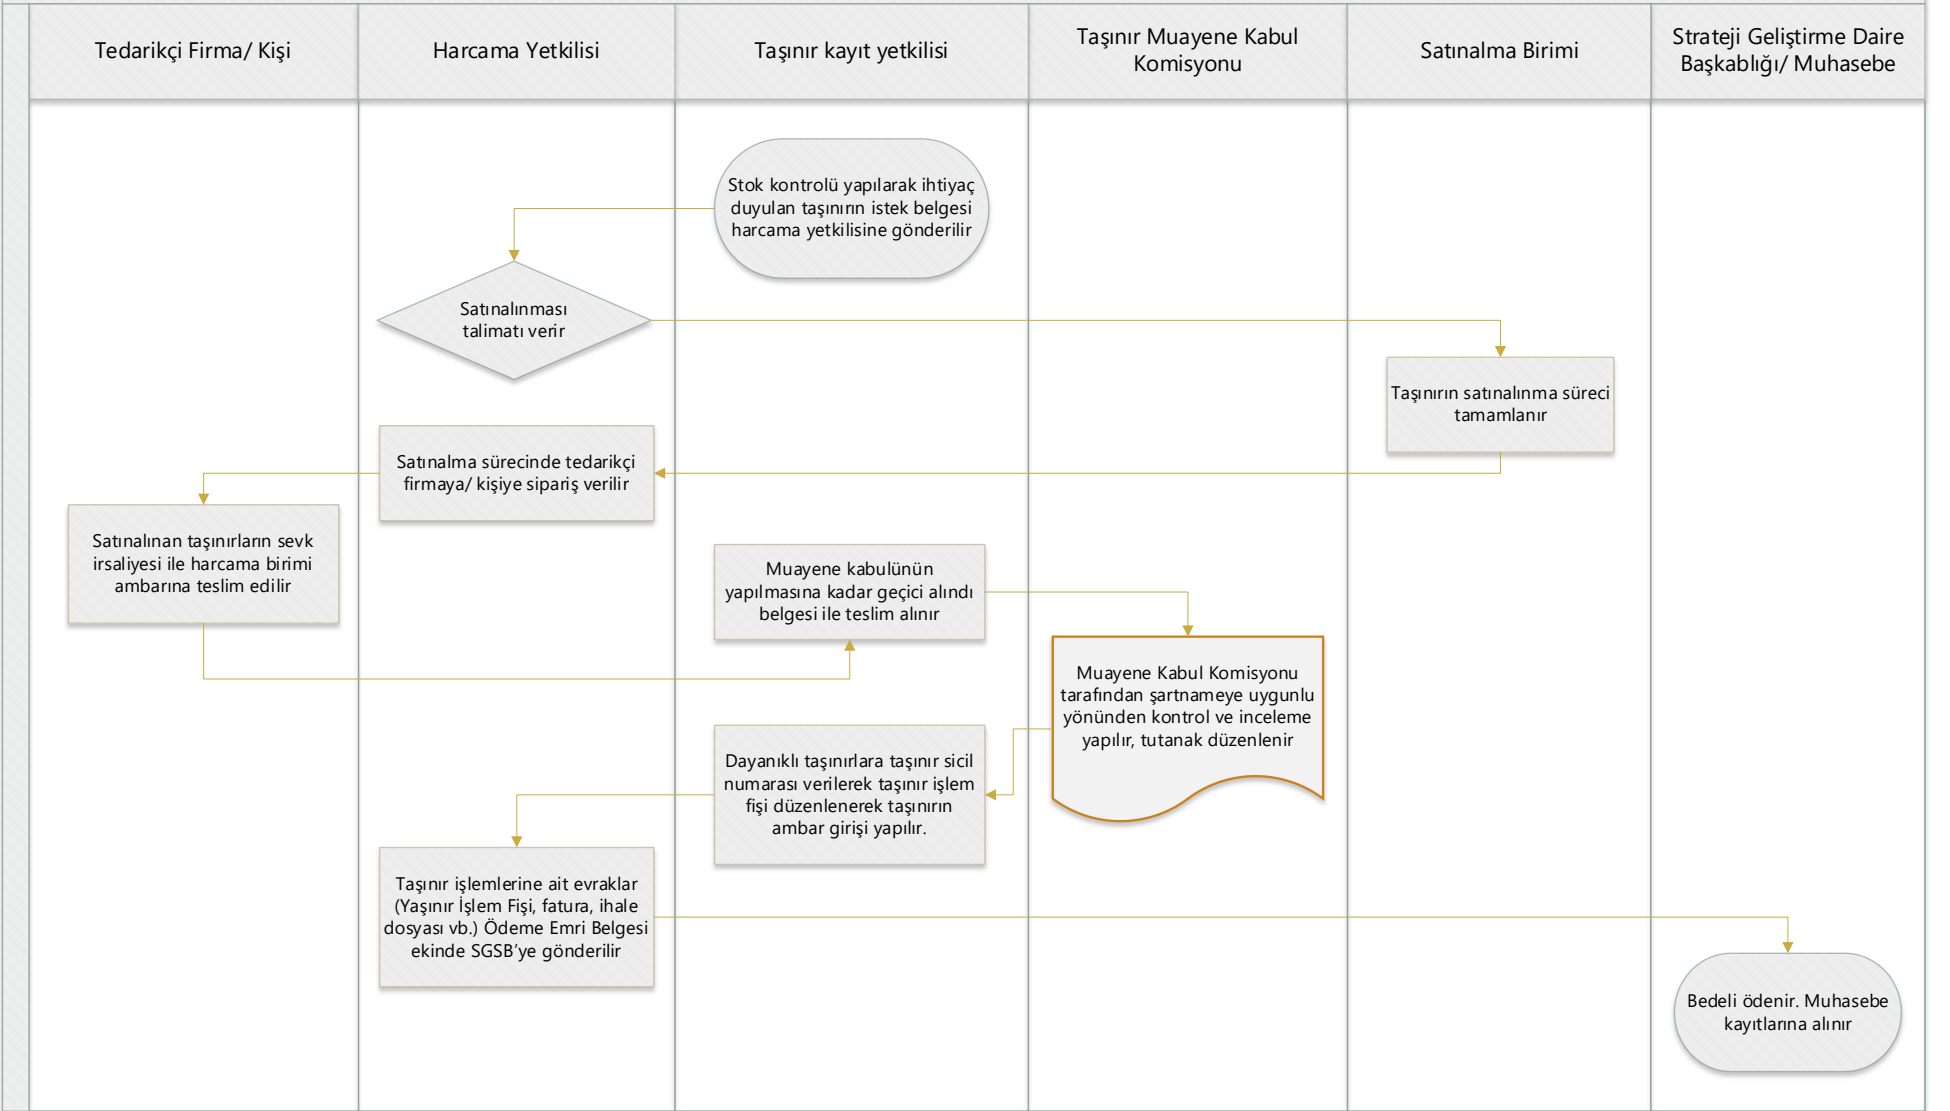 Tedarikçi Firma/ Kişi
Harcama Yetkilisi
Taşınır kayıt yetkilisi
Taşınır Muayene Kabul
Komisyonu
Satınalma Birimi
Strateji Geliştirme Daire
Başkablığı/ Muhasebe
Stok kontrolü yapılarak ihtiyaç
duyulan taşınırın istek belgesi
harcama yetkilisine gönderilir
Satınalınması
talimatı verir
Taşınırın satınalınma süreci
tamamlanır
Satınalma sürecinde tedarikçi
firmaya/ kişiye sipariş verilir
Satınalınan taşınırların sevk
irsaliyesi ile harcama birimi
ambarına teslim edilir
Muayene kabulünün
yapılmasına kadar geçici alındı
belgesi ile teslim alınır
Muayene Kabul Komisyonu
tarafından şartnameye uygunlu
yönünden kontrol ve inceleme
yapılır, tutanak düzenlenir
Dayanıklı taşınırlara taşınır sicil
numarası verilerek taşınır işlem
fişi düzenlenerek taşınırın
ambar girişi yapılır.
Taşınır işlemlerine ait evraklar
(Yaşınır İşlem Fişi, fatura, ihale
dosyası vb.) Ödeme Emri Belgesi
ekinde SGSB’ye gönderilir
Bedeli ödenir. Muhasebe
kayıtlarına alınır